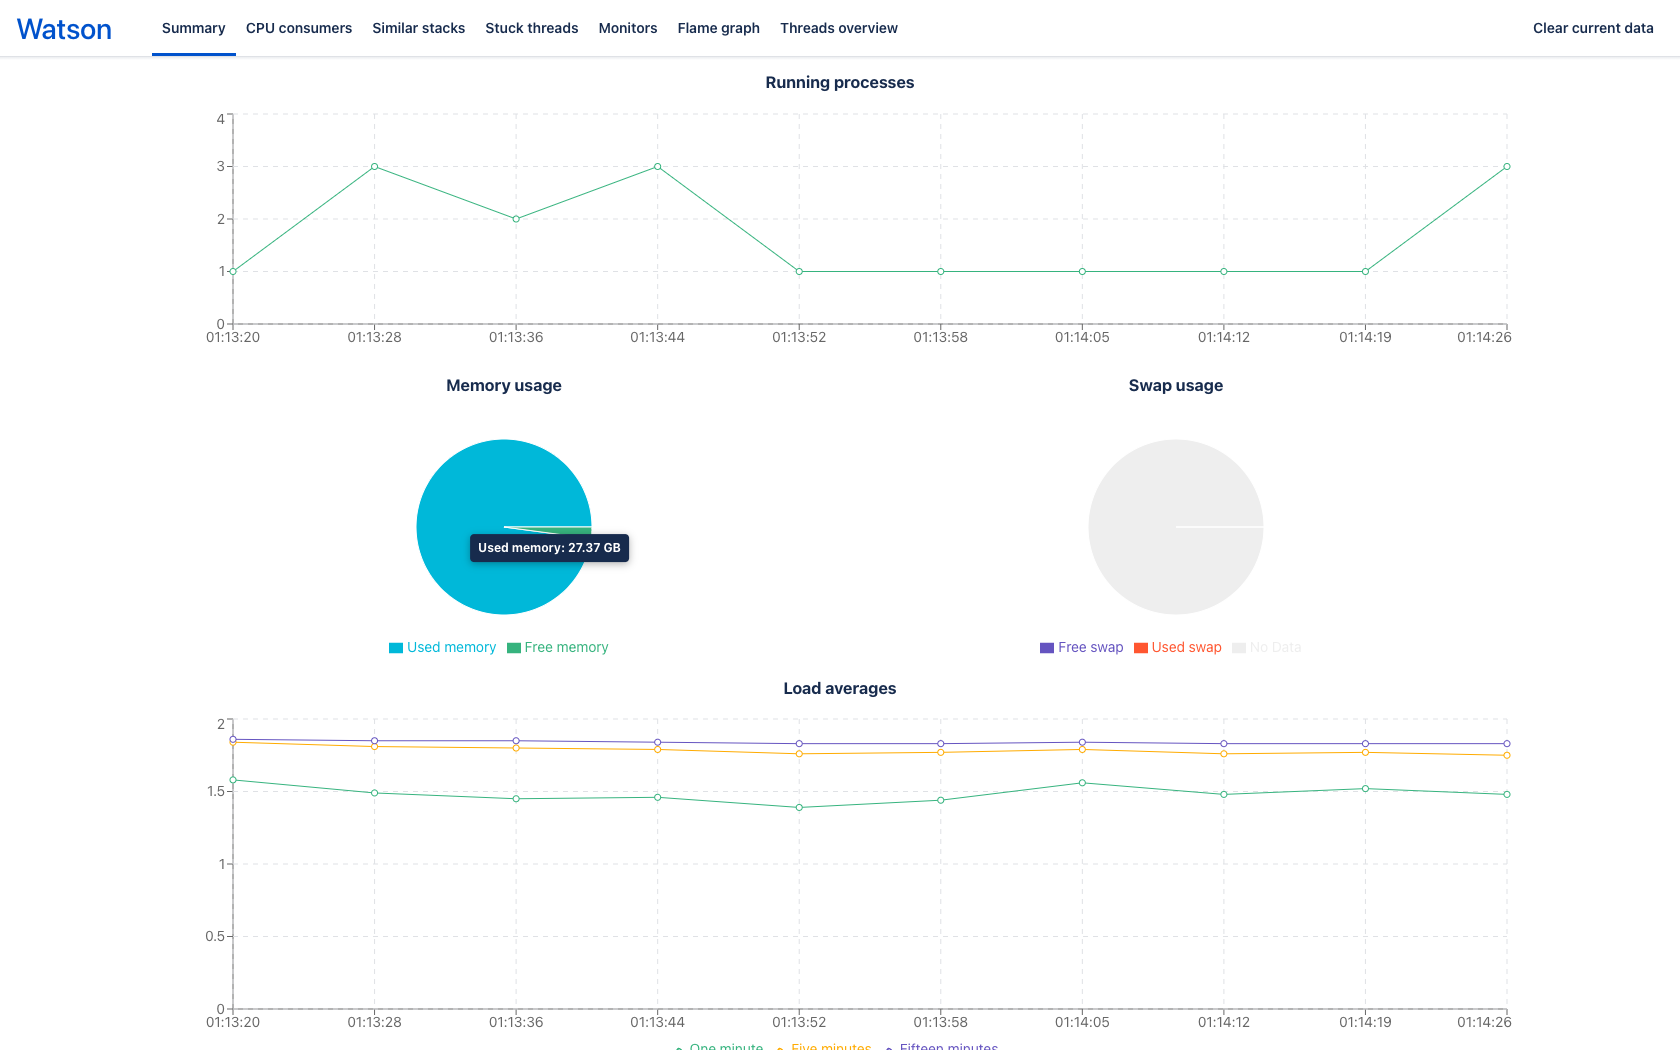 Watson Summary CPU consumers Similar stacks Stuck threads Monitors Flame graph Threads overview Clear current data
Running processes
4
3
2
1
0
01:13:20 01:13:28 01:13:36 01:13:44 01:13:52 01:13:58 01:14:05 01:14:12 01:14:19 01:14:26
Memory usage
Used memory: 27.37 GB
Used memory Free memory
Swap usage
Free swap Used swap No Data
Load averages
2
1.5
1
0.5
0
01:13:20 01:13:28 01:13:36 01:13:44 01:13:52 01:13:58 01:14:05 01:14:12 01:14:19 01:14:26
One minute Five minutes Fifteen minutes